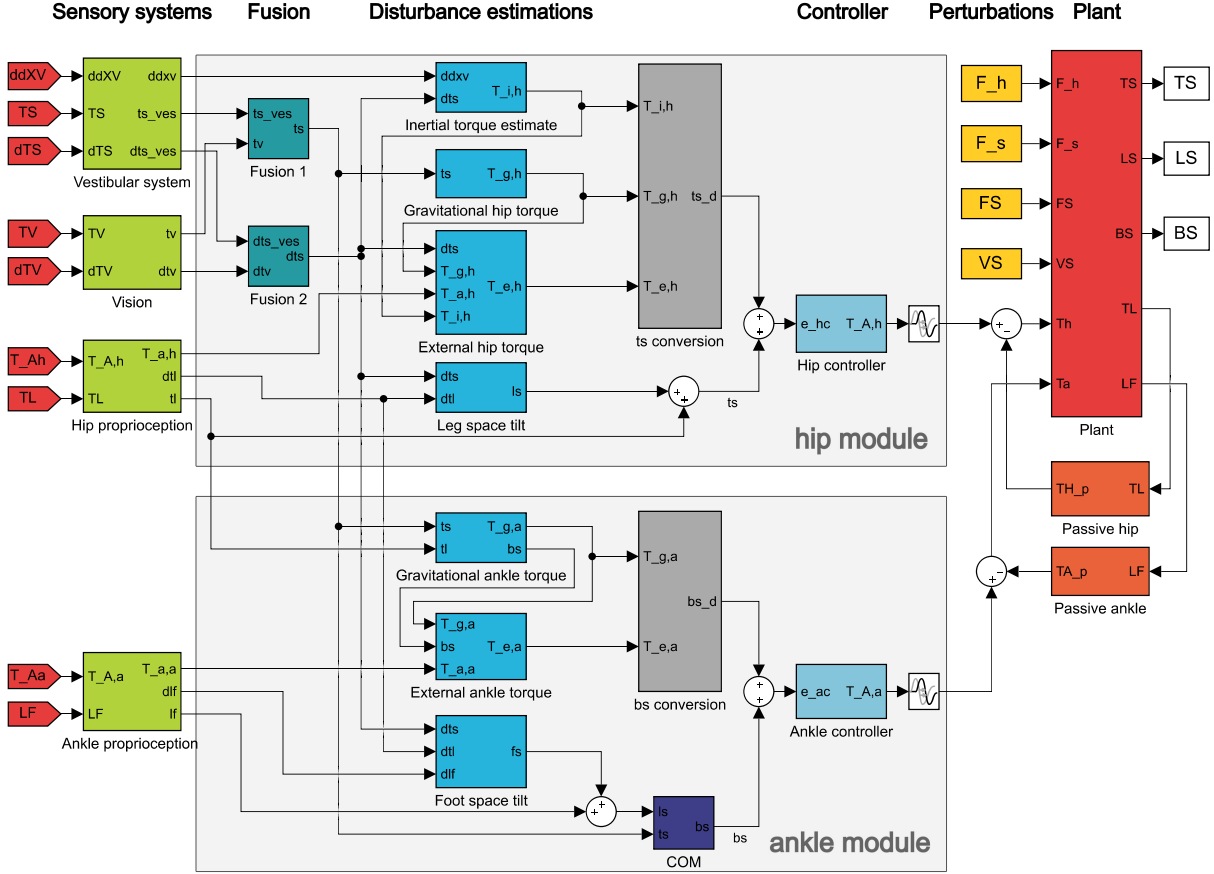 Sensory systems
Fusion
Disturbance estimations
Controller
Perturbations
Plant
ddXV
TS
dTS
ddXV
TS
dTS
ddxv
ts_ves
dts_ves
Vestibular system
TV
dTV
TV
dTV
tv
dtv
Vision
T_Ah
TL
T_A,h
TL
T_a,h
dtl
tl
Hip proprioception
ts_ves
tv
ts
Fusion 1
dts_ves
dtv
dts
Fusion 2
ddxv
dts
T_i,h
Inertial torque estimate
ts
T_g,h
Gravitational hip torque
dts
T_g,h
T_a,h
T_i,h
T_e,h
External hip torque
dts
dtl
ls
Leg space tilt
T_i,h
T_g,h
T_e,h
ts_d
ts conversion
ts
e_hc
T_A,h
Hip controller
hip module
F_h
F_s
FS
VS
F_h
F_s
FS
VS
Th
Ta
TS
LS
BS
TL
LF
Plant
TS
LS
BS
TH_p
TL
Passive hip
TA_p
LF
Passive ankle
T_Aa
LF
T_A,a
LF
T_a,a
dlf
lf
Ankle proprioception
ts
tl
T_g,a
bs
Gravitational ankle torque
T_g,a
bs
T_a,a
T_e,a
External ankle torque
dts
dtl
dlf
fs
Foot space tilt
T_g,a
T_e,a
bs_d
bs conversion
ls
ts
bs
COM
bs
e_ac
T_A,a
Ankle controller
ankle module